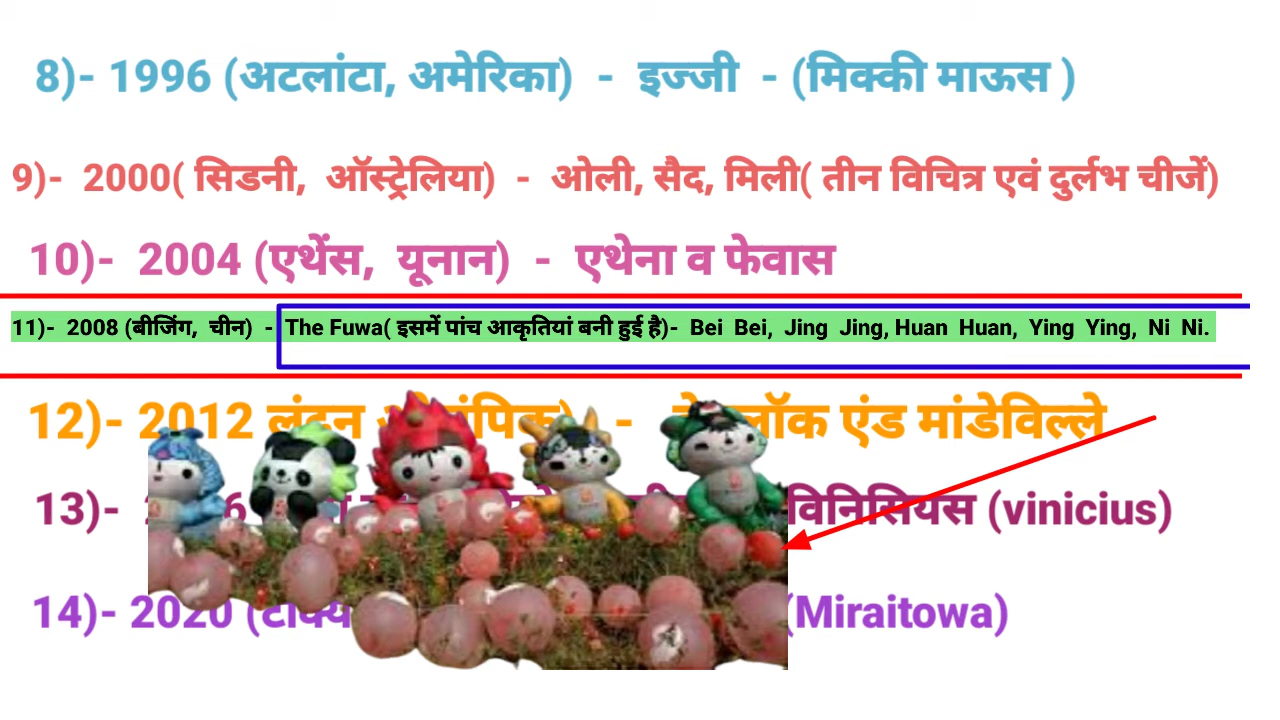 8)- 1996 (अटलांटा, अमेरिका) - इज्जी - (मिक्की माऊस )
9)- 2000( सिडनी, ऑस्ट्रेलिया) - ओली, सैद, मिली( तीन विचित्र एवं दुर्लभ चीजें)
10)- 2004 (एथेंस, यूनान) - एथेना व फेवास
11)- 2008 (बीजिंग, चीन) - The Fuwa( इसमें पांच आकृतियां बनी हुई है)- Bei Bei, Jing Jing, Huan Huan, Ying Ying, Ni Ni.
12)- 2012 लंदन - एंड मांडेविल्ले
13)- विनिसियस (vinicius)
14)- 2020 (Miraitowa)